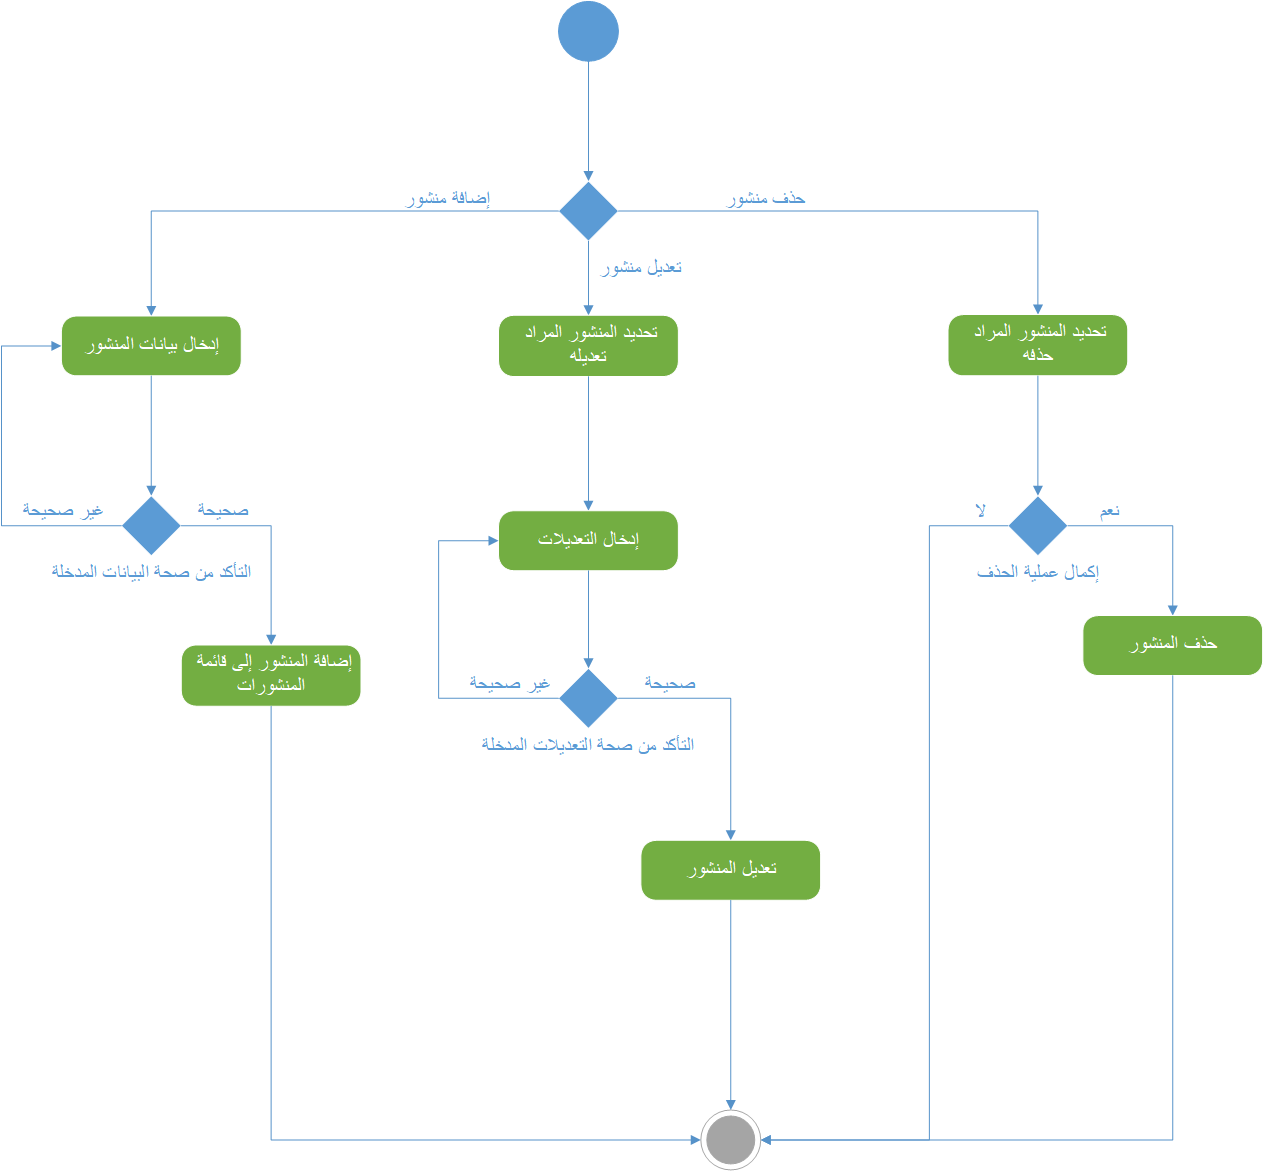 حذف منشور
إضافة منشور
تعديل منشور
تحديد المنشور المراد
حذفه
تحديد المنشور المراد
تعديله
إدخال بيانات المنشور
نعم
لا
إكمال عملية الحذف
صحيحة
غير صحيحة
التأكد من صحة البيانات المدخلة
إدخال التعديلات
حذف المنشور
إضافة المنشور إلى قائمة
المنشورات
صحيحة
غير صحيحة
التأكد من صحة التعديلات المدخلة
تعديل المنشور